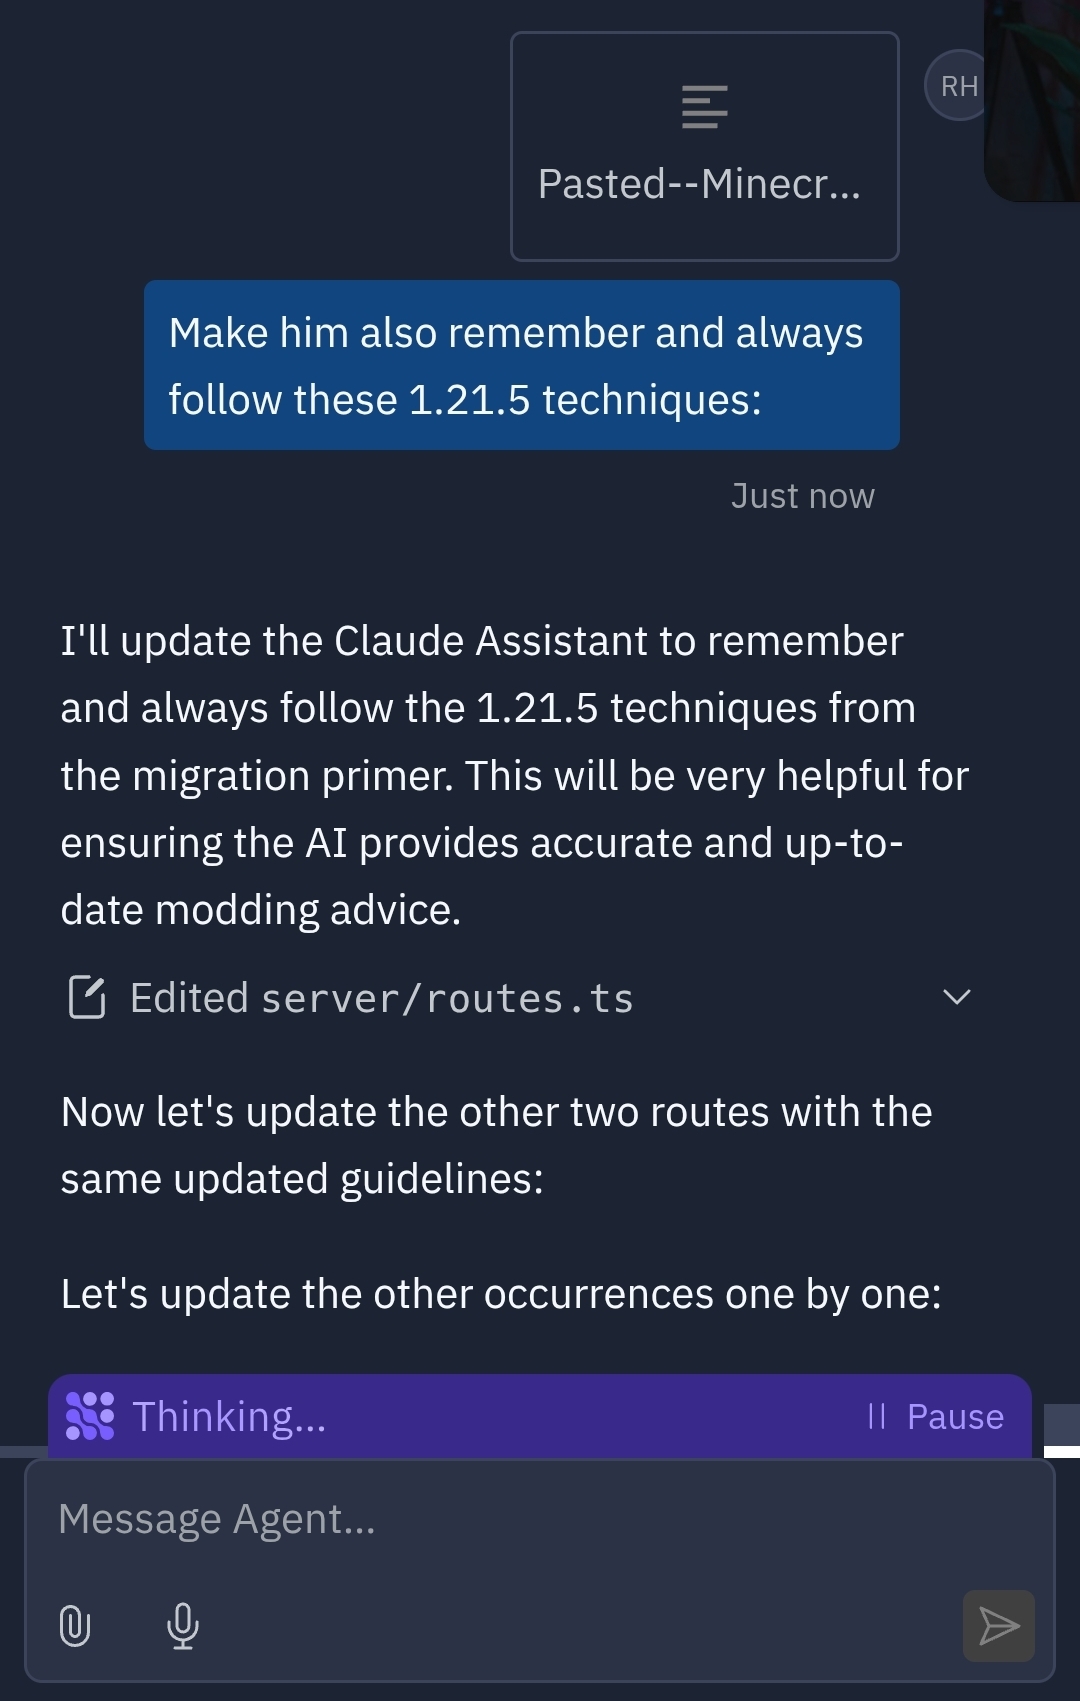 RH
Pasted--Minecr...
Make him also remember and always
follow these 1.21.5 techniques:
Just now
I'll update the Claude Assistant to remember
and always follow the 1.21.5 techniques from
the migration primer. This will be very helpful for
ensuring the AI provides accurate and up-to-
date modding advice.
Edited server/routes.ts
Now let's update the other two routes with the
same updated guidelines:
Let's update the other occurrences one by one:
Thinking...
Pause
Message Agent...